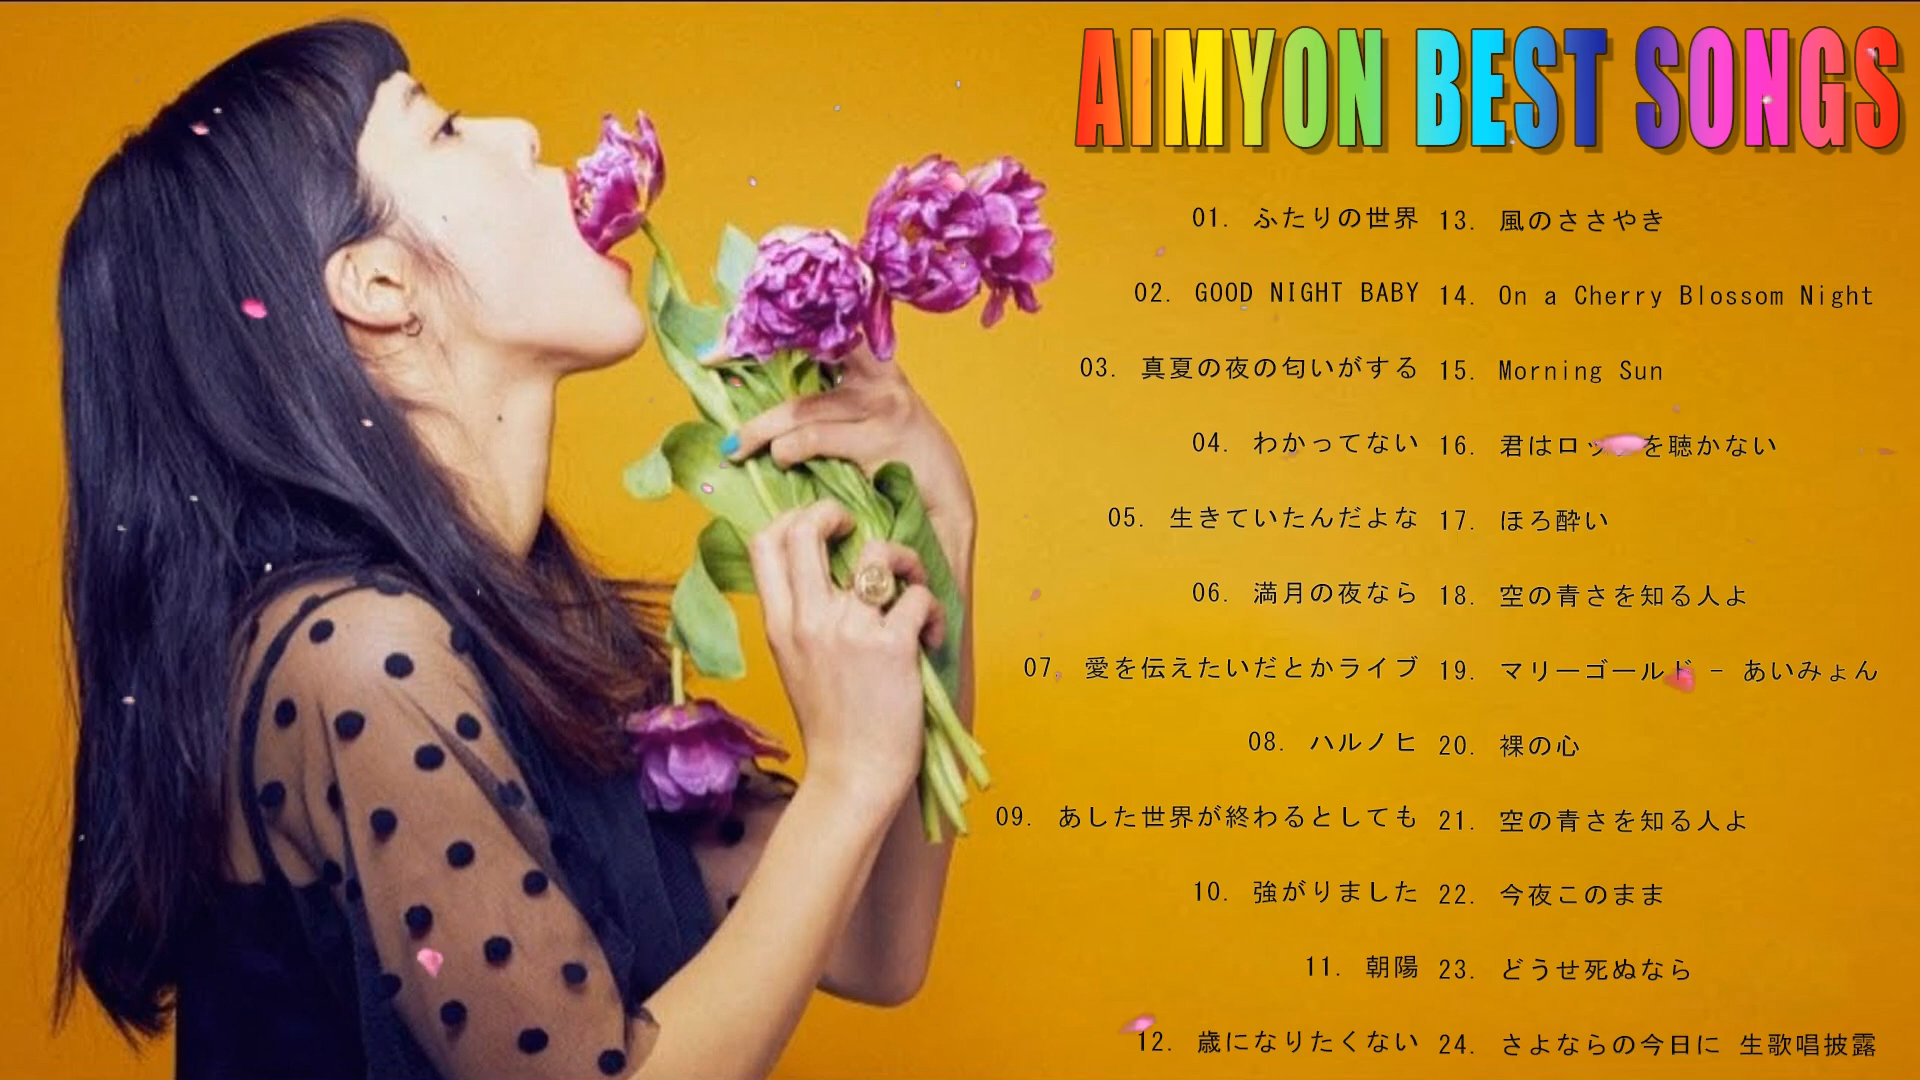 AIMYON BEST SONGS
01. ふたりの世界
02. GOOD NIGHT BABY
03. 真夏の夜の匂いがする
04. わかってない
05. 生きていたんだよな
06. 満月の夜なら
07. 愛を伝えたいだとかライブ
08. ハルノヒ
09. あした世界が終わるとしても
10. 強がりました
11. 朝陽
12. 歳になりたくない
13. 風のささやき
14. On a Cherry Blossom Night
15. Morning Sun
16. 君はロックを聴かない
17. ほろ酔い
18. 空の青さを知る人よ
19. マリーゴールド - あいみょん
20. 裸の心
21. 空の青さを知る人よ
22. 今夜このまま
23. どうせ死ぬなら
24. さよならの今日に 生歌唱披露